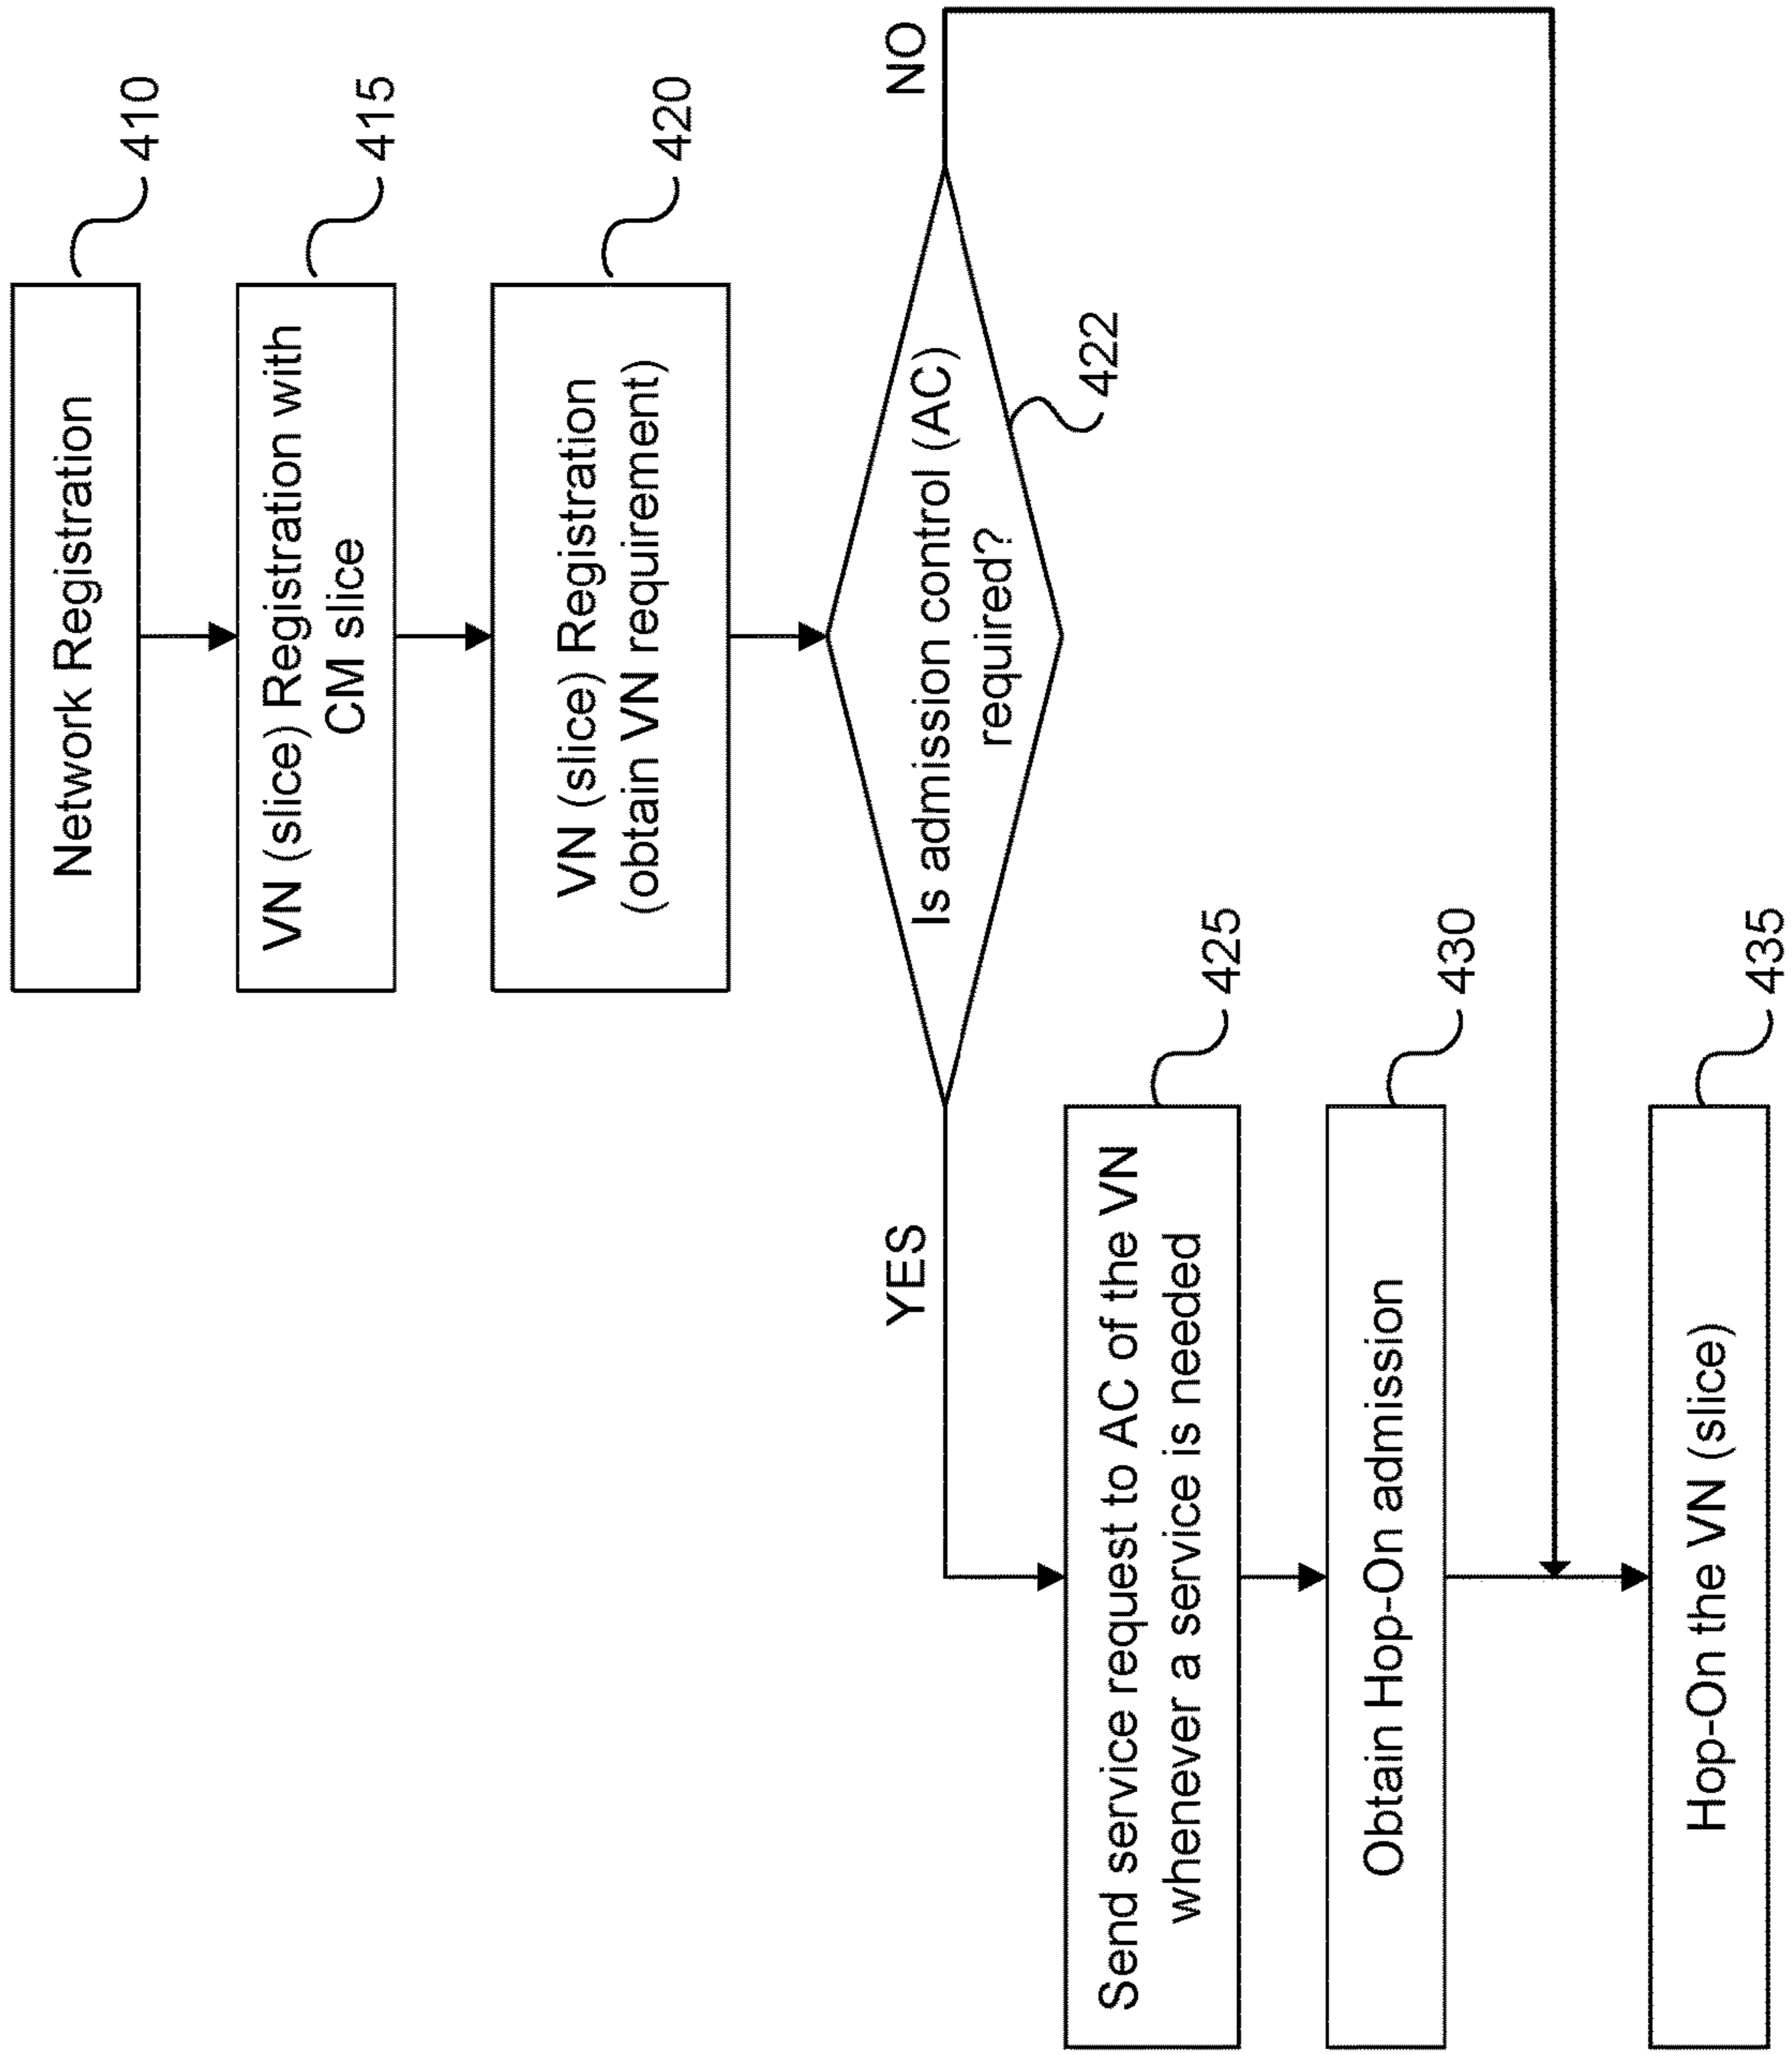 Network Registration
410
VN (slice) Registration with
CM slice
415
VN (slice) Registration
(obtain VN requirement)
420
Is admission control (AC)
required?
422
YES
NO
Send service request to AC of the VN
whenever a service is needed
425
Obtain Hop-On admission
430
Hop-On the VN (slice)
435